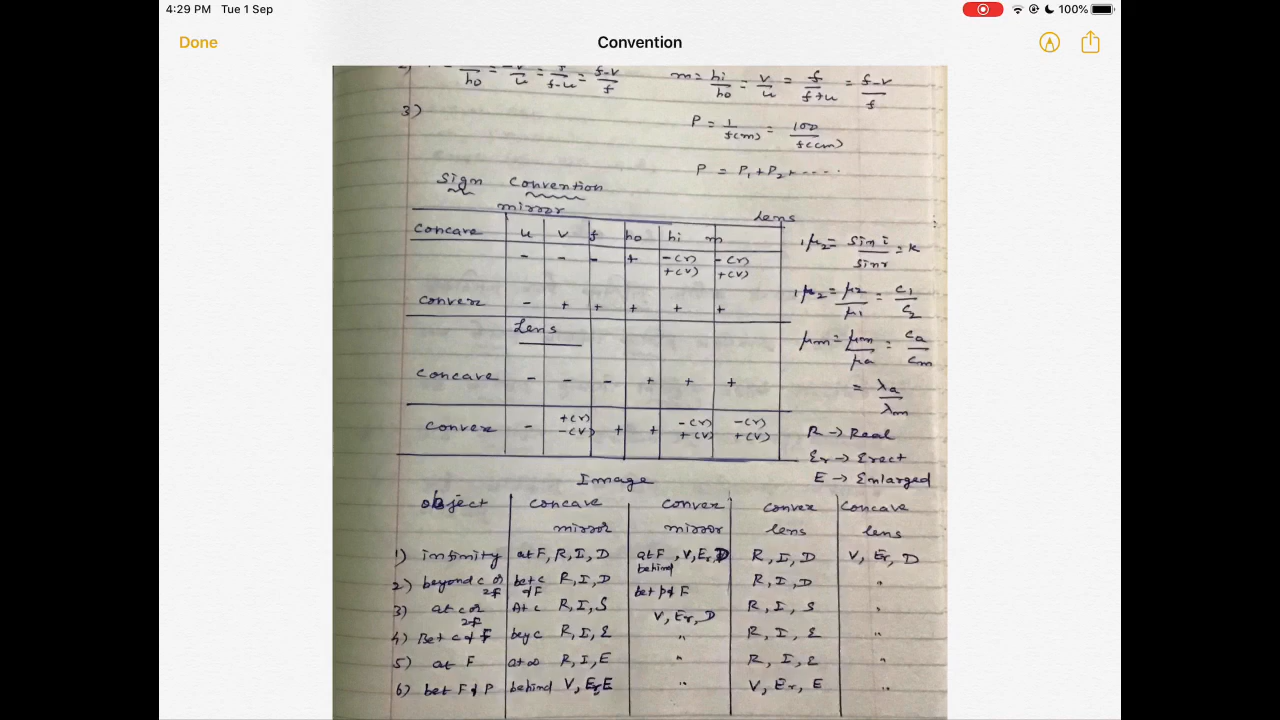 4:29 PM Tue 1 Sep 100%
Done Convention
h0 = -v/u = f/f-u = f-v/f m = hi/h0 = v/u = f/f+u = f-v/f
3)
P = 1/f(m) = 100/f(cm)
P = P1 + P2 + .....
Sign Convention
mirror Lens
concave u v f ho hi m
- - - + -(r) -(r)
+(v) +(v)
convex - + + + + +
Lens
concave - - - + + +
convex - +(r) + + -(r) -(r)
-(v) +(v) +(v)
1μ2 = sin i/sin r = k
1μ2 = μ2/μ1 = c1/c2
μm = μm/μa = ca/cm
= λa/λm
R → Real
Er → Erect
E → Enlarged
Image
object concave mirror convex mirror convex lens concave lens
1) infinity at F, R, I, D at F behind, V, Er, D R, I, D V, Er, D
2) beyond c or 2f bet c & F R, I, D bet p & F R, I, D "
3) at c or 2f At c R, I, S V, Er, D R, I, S "
4) Bet c & f bey c R, I, E " R, I, E "
5) at F at ∞ R, I, E " R, I, E "
6) bet F & P behind V, Er, E " V, Er, E "